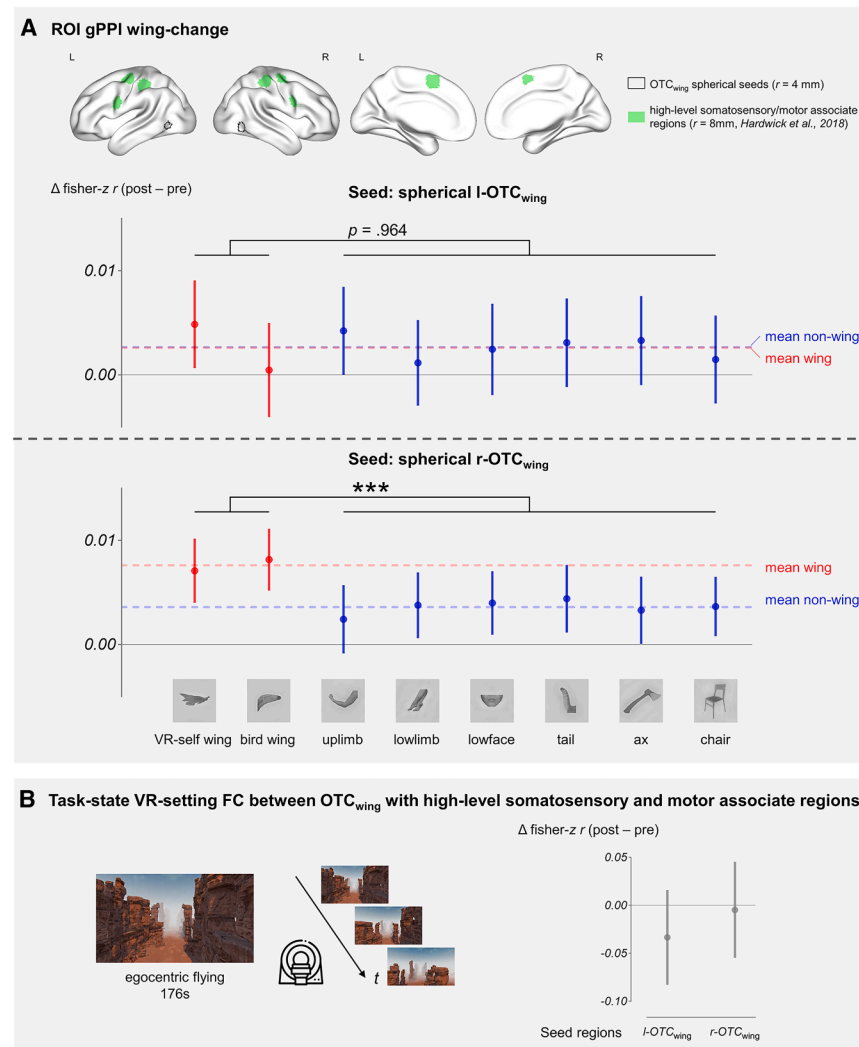 A ROI gPPI wing-change
L R L R
OTCwing spherical seeds (r = 4 mm)
high-level somatosensory/motor associate
regions (r = 8mm, Hardwick et al., 2018)
Δ fisher-z r (post – pre)
Seed: spherical l-OTCwing
p = .964
0.01
mean non-wing
mean wing
0.00
Seed: spherical r-OTCwing
***
0.01
mean wing
mean non-wing
0.00
VR-self wing bird wing uplimb lowlimb lowface tail ax chair
B Task-state VR-setting FC between OTCwing with high-level somatosensory and motor associate regions
Δ fisher-z r (post – pre)
0.05
0.00
-0.05
-0.10
t
egocentric flying
176s
Seed regions l-OTCwing r-OTCwing